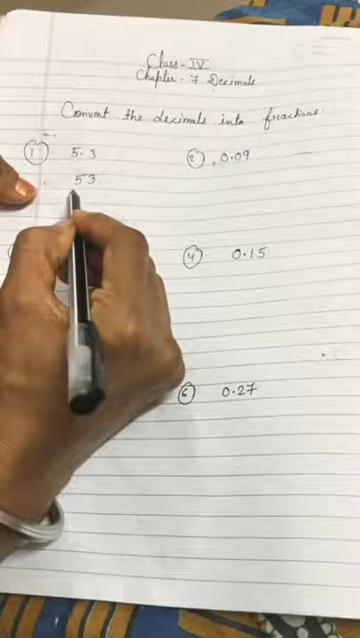 Class - IV
Chapter - 7 Decimals
Convert the decimals into fractions.
① 5.3
② 0.09
53
④ 0.15
⑥ 0.27